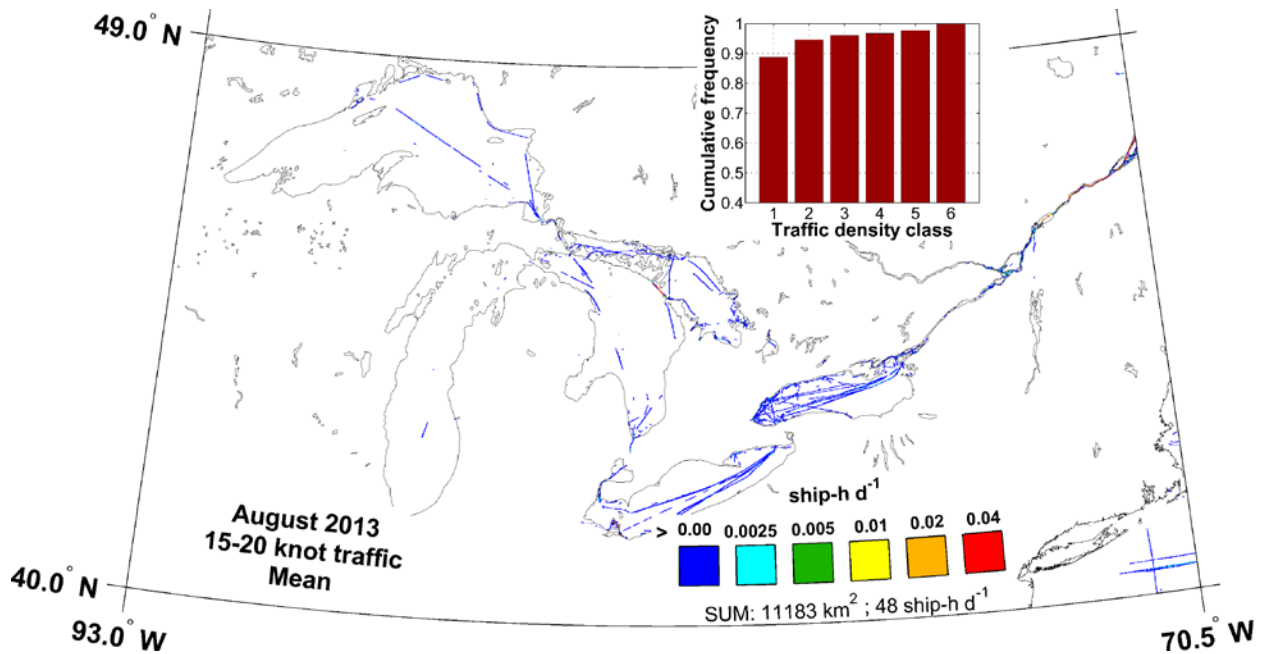 49.0° N
1
0.9
0.8
0.7
0.6
0.5
0.4
Cumulative frequency
1 2 3 4 5 6
Traffic density class
August 2013
15-20 knot traffic
Mean
ship-h d⁻¹
> 0.00 0.0025 0.005 0.01 0.02 0.04
SUM: 11183 km² ; 48 ship-h d⁻¹
40.0° N
93.0° W
70.5° W